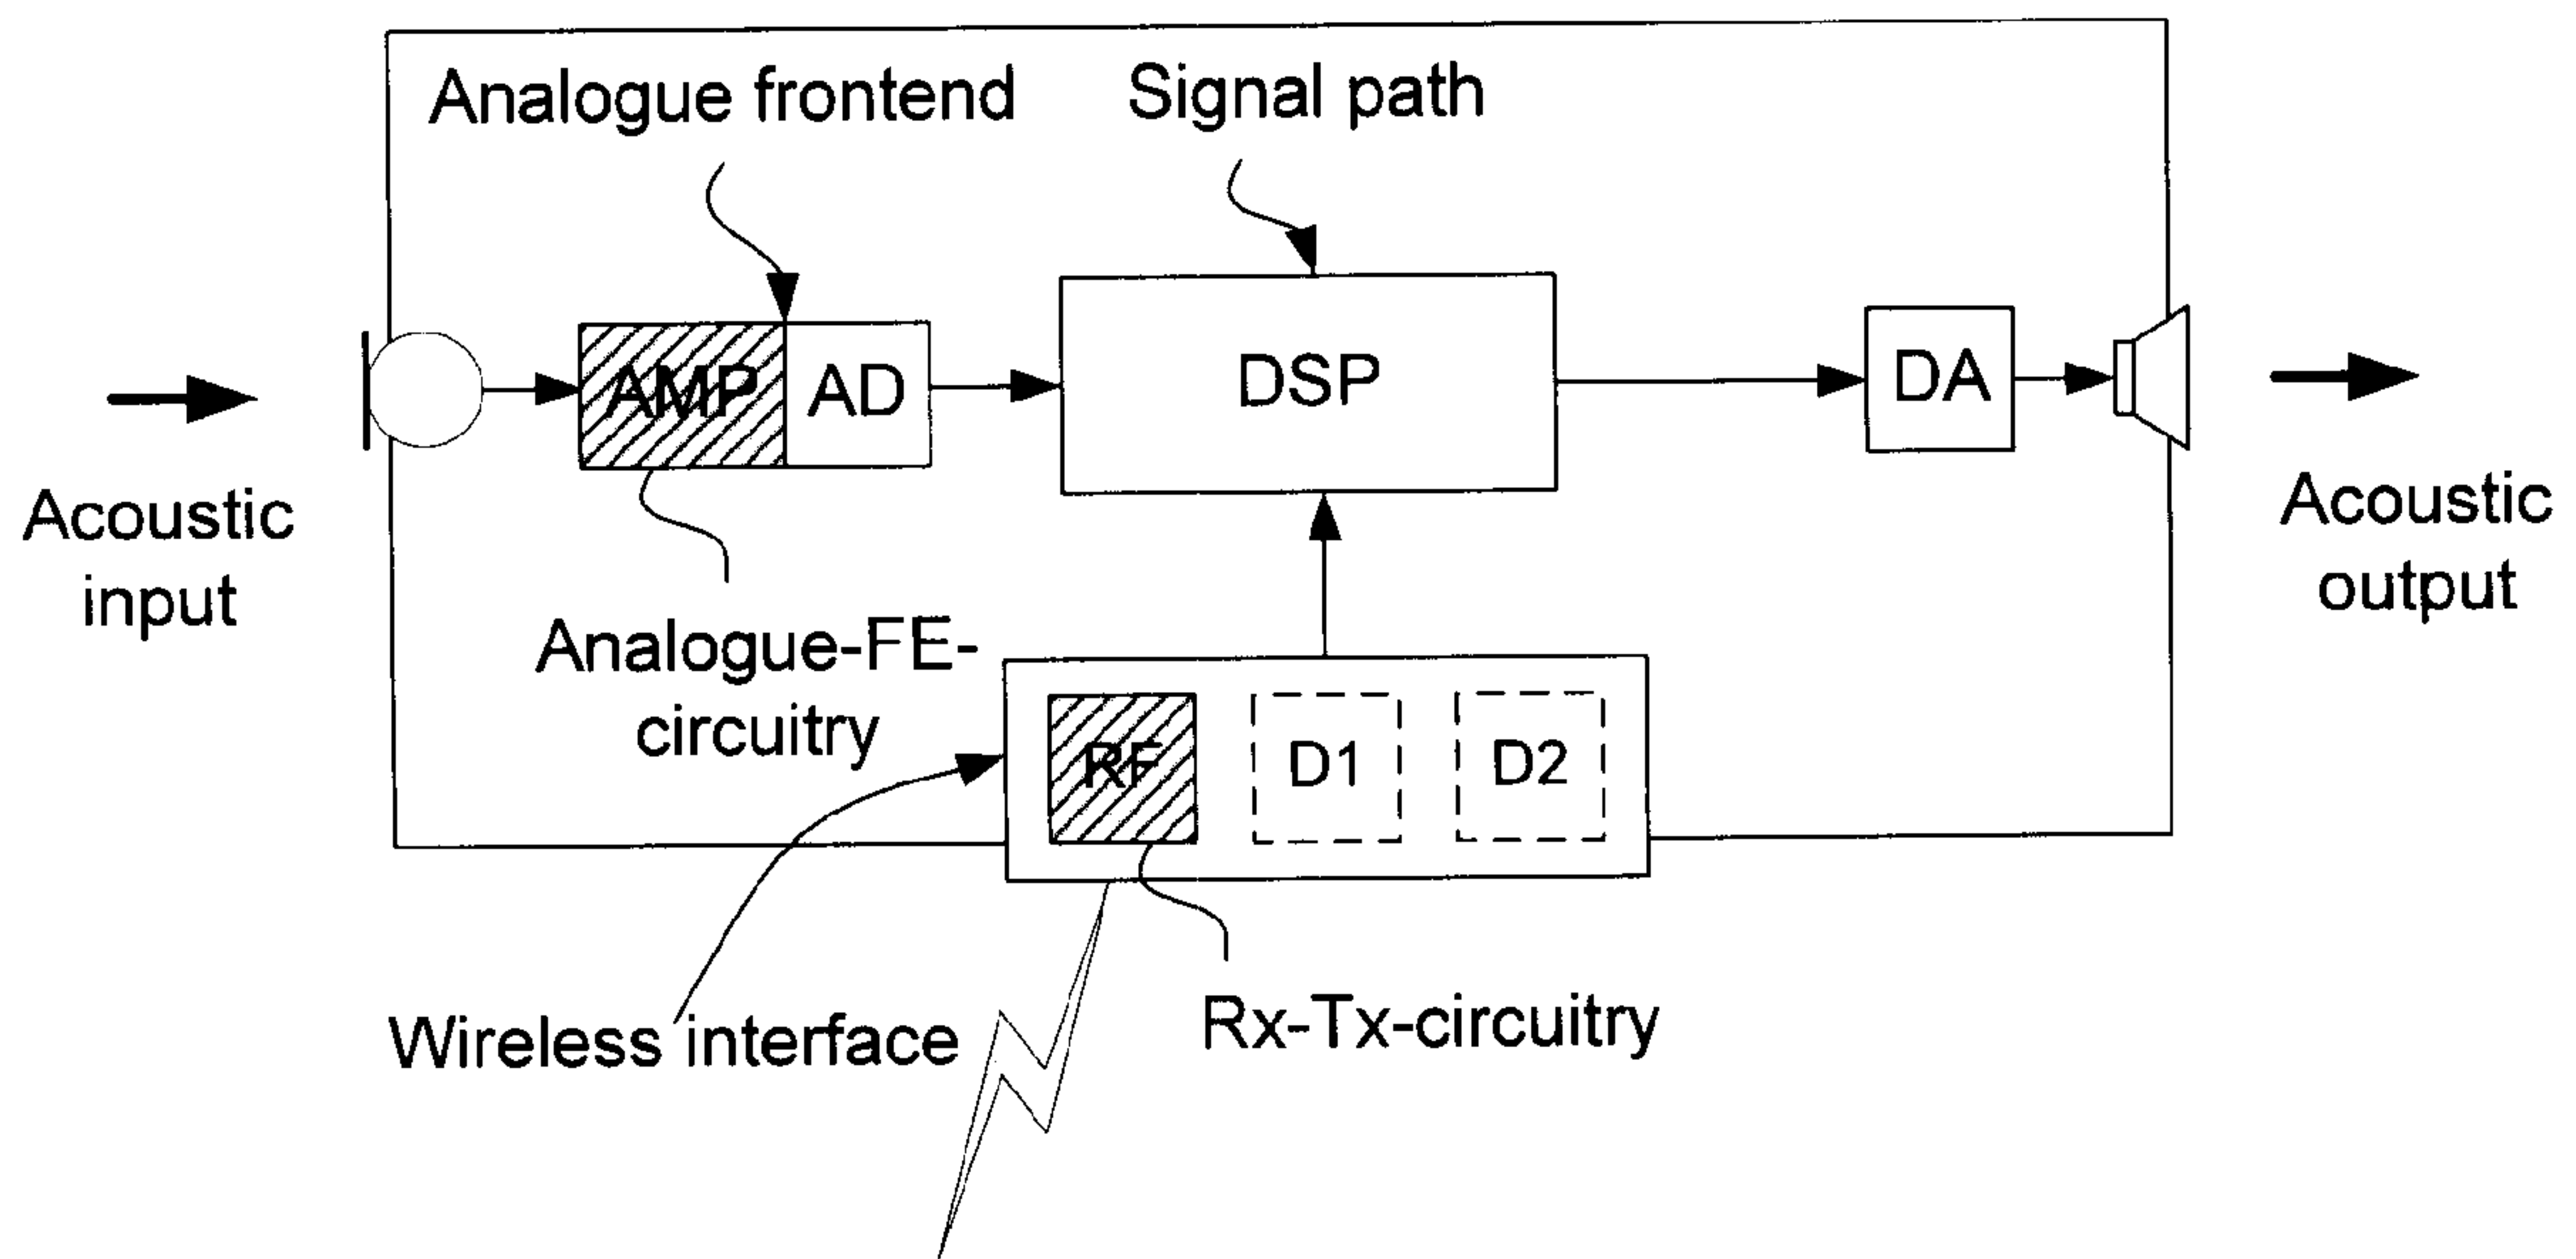 Analogue frontend
Signal path
AMP
AD
DSP
DA
Acoustic
input
Acoustic
output
Analogue-FE-
circuitry
RF
D1
D2
Wireless interface
Rx-Tx-circuitry